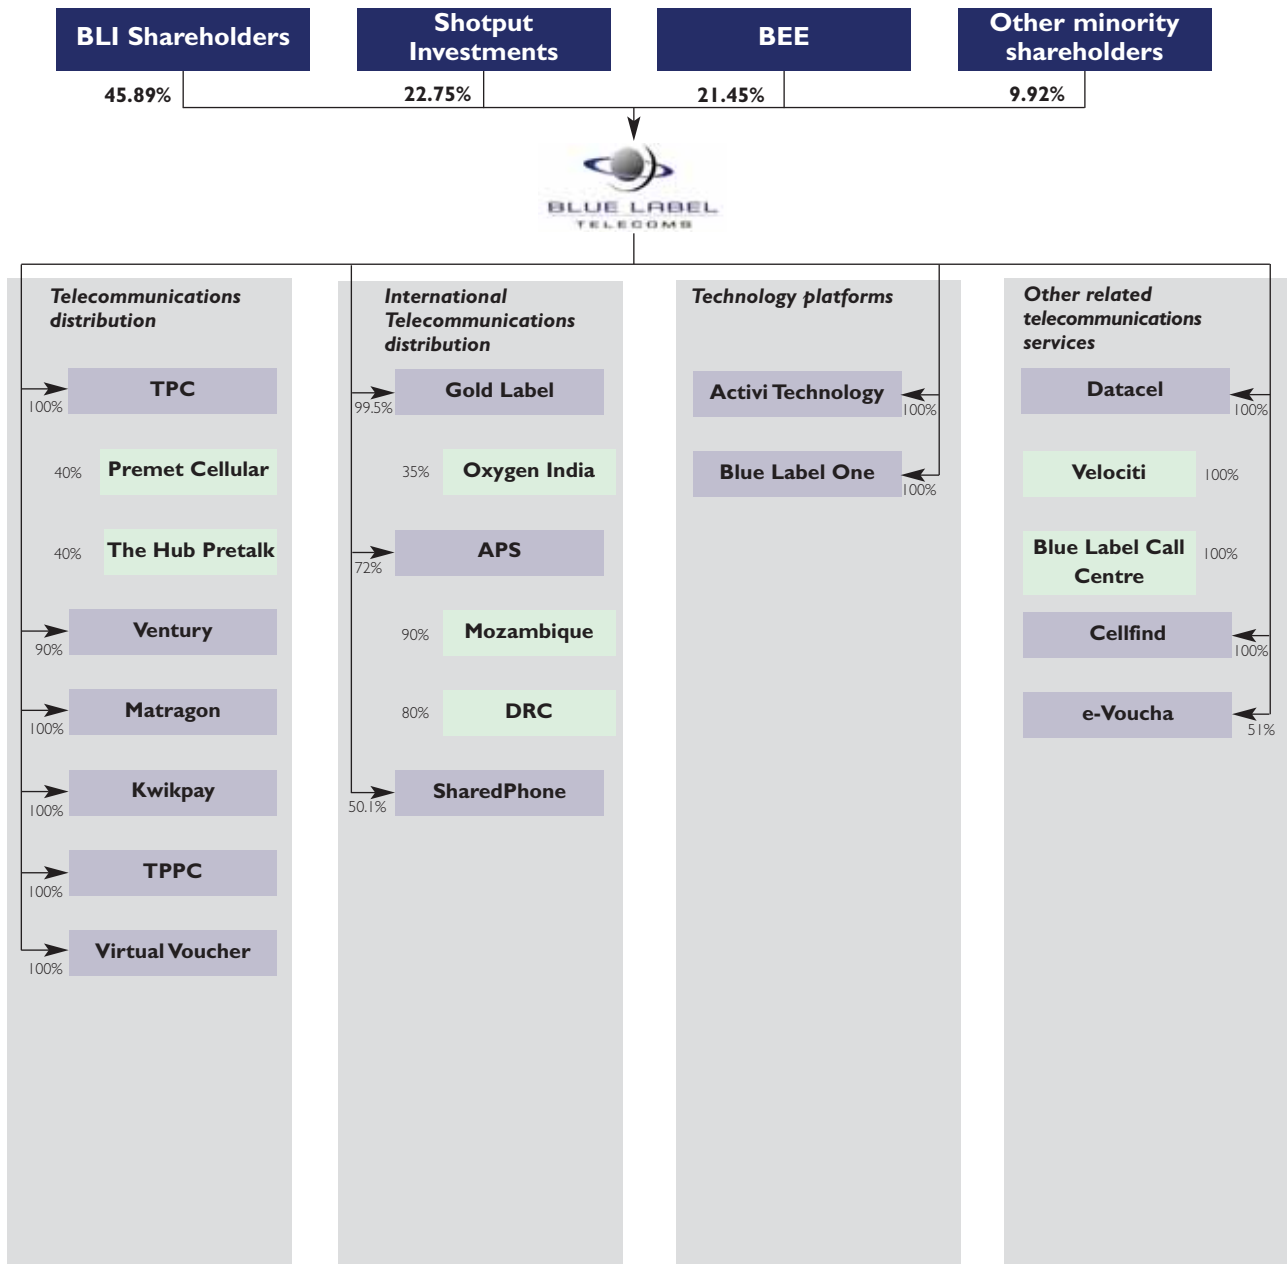 BLI Shareholders
Shotput
Investments
BEE
Other minority
shareholders
45.89%
22.75%
21.45%
9.92%
BLUE LABEL
TELECOMS
Telecommunications
distribution
TPC
100%
40%
Premet Cellular
40%
The Hub Pretalk
Ventury
90%
Matragon
100%
Kwikpay
100%
TPPC
100%
Virtual Voucher
100%
International
Telecommunications
distribution
Gold Label
99.5%
35%
Oxygen India
APS
72%
90%
Mozambique
80%
DRC
SharedPhone
50.1%
Technology platforms
Activi Technology
100%
Blue Label One
100%
Other related
telecommunications
services
Datacel
100%
Velociti
100%
Blue Label Call
Centre
100%
Cellfind
100%
e-Voucha
51%